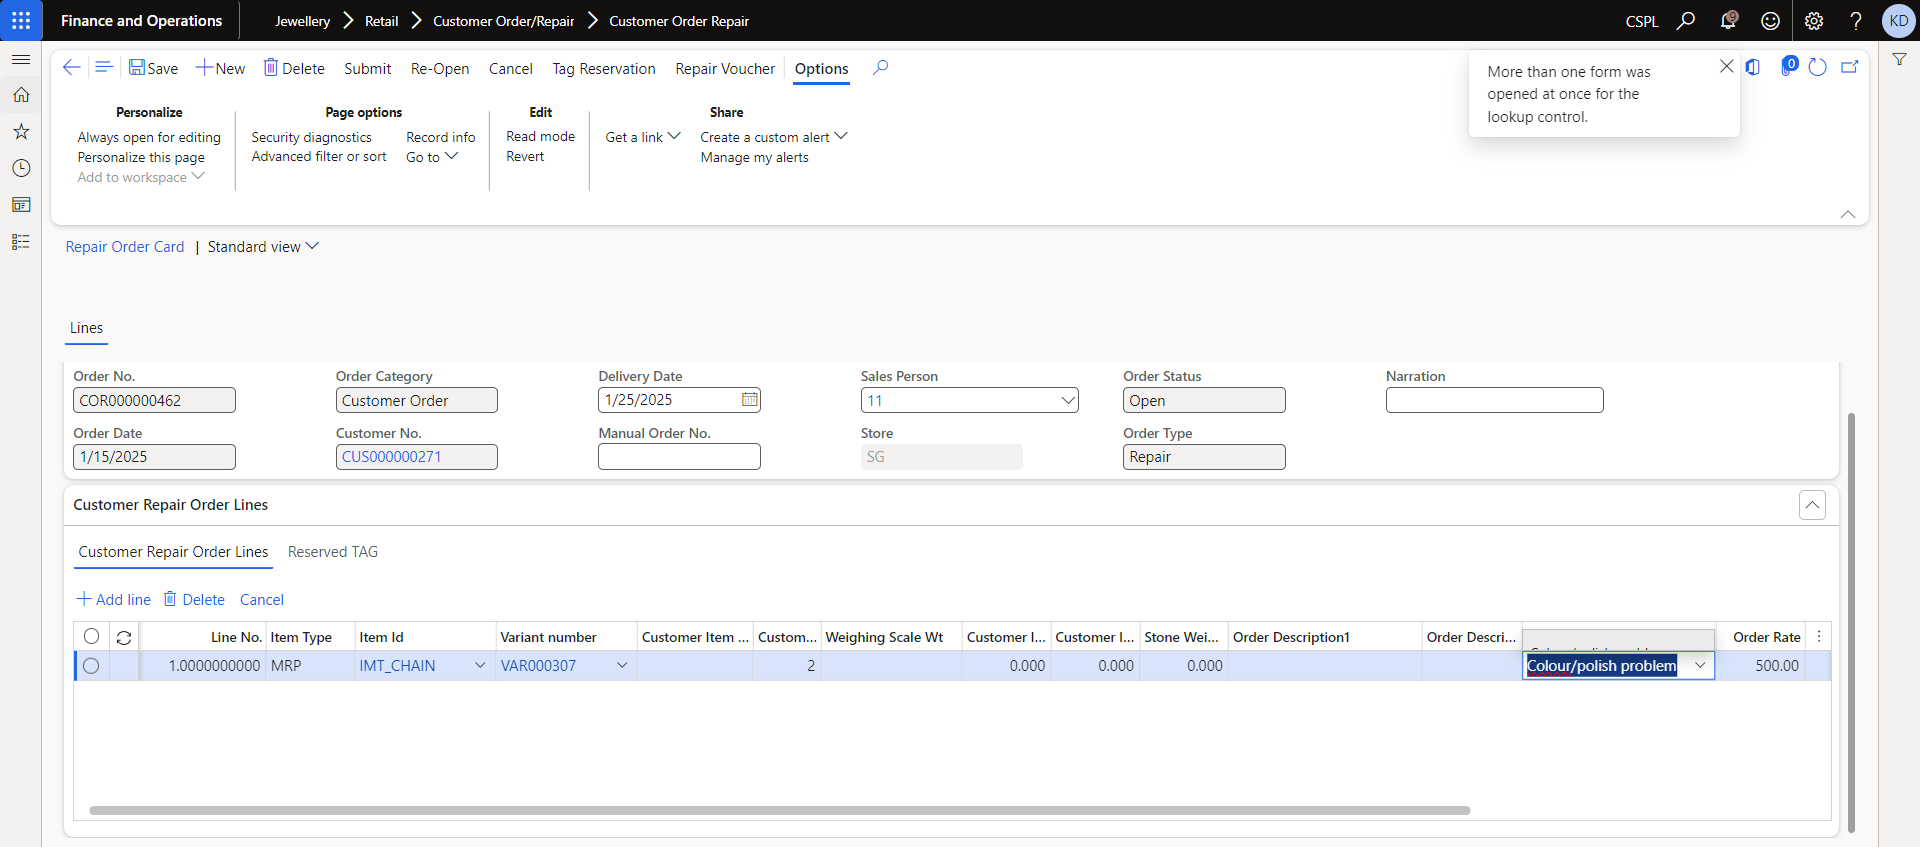 Finance and Operations
Jewellery
Retail
Customer Order/Repair
Customer Order Repair
CSPL
KD
Save
New
Delete
Submit
Re-Open
Cancel
Tag Reservation
Repair Voucher
Options
0
More than one form was
opened at once for the
lookup control.
Personalize
Always open for editing
Personalize this page
Add to workspace
Page options
Security diagnostics
Record info
Advanced filter or sort
Go to
Edit
Read mode
Revert
Get a link
Share
Create a custom alert
Manage my alerts
Repair Order Card | Standard view
Lines
Order No.
Order Category
Delivery Date
Sales Person
Order Status
Narration
COR000000462
Customer Order
1/25/2025
11
Open
Order Date
Customer No.
Manual Order No.
Store
Order Type
1/15/2025
CUS000000271
SG
Repair
Customer Repair Order Lines
Customer Repair Order Lines
Reserved TAG
Add line
Delete
Cancel
Line No.
Item Type
Item Id
Variant number
Customer Item ...
Custom...
Weighing Scale Wt
Customer I...
Customer I...
Stone Wei...
Order Description1
Order Descri...
Order Rate
1.0000000000
MRP
IMT_CHAIN
VAR000307
2
0.000
0.000
0.000
Colour/polish problem
500.00